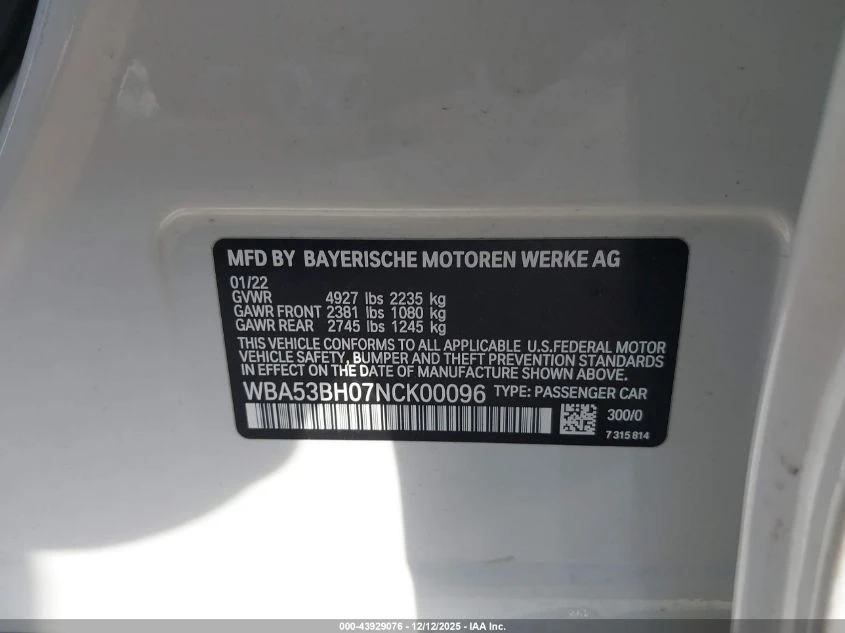 MFD BY BAYERISCHE MOTOREN WERKE AG
01/22
GVWR 4927 lbs 2235 kg
GAWR FRONT 2381 lbs 1080 kg
GAWR REAR 2745 lbs 1245 kg
THIS VEHICLE CONFORMS TO ALL APPLICABLE U.S.FEDERAL MOTOR
VEHICLE SAFETY, BUMPER AND THEFT PREVENTION STANDARDS
IN EFFECT ON THE DATE OF MANUFACTURE SHOWN ABOVE.
WBA53BH07NCK00096 TYPE: PASSENGER CAR
300/0
7 315 814
000-43929076 - 12/12/2025 - IAA Inc.